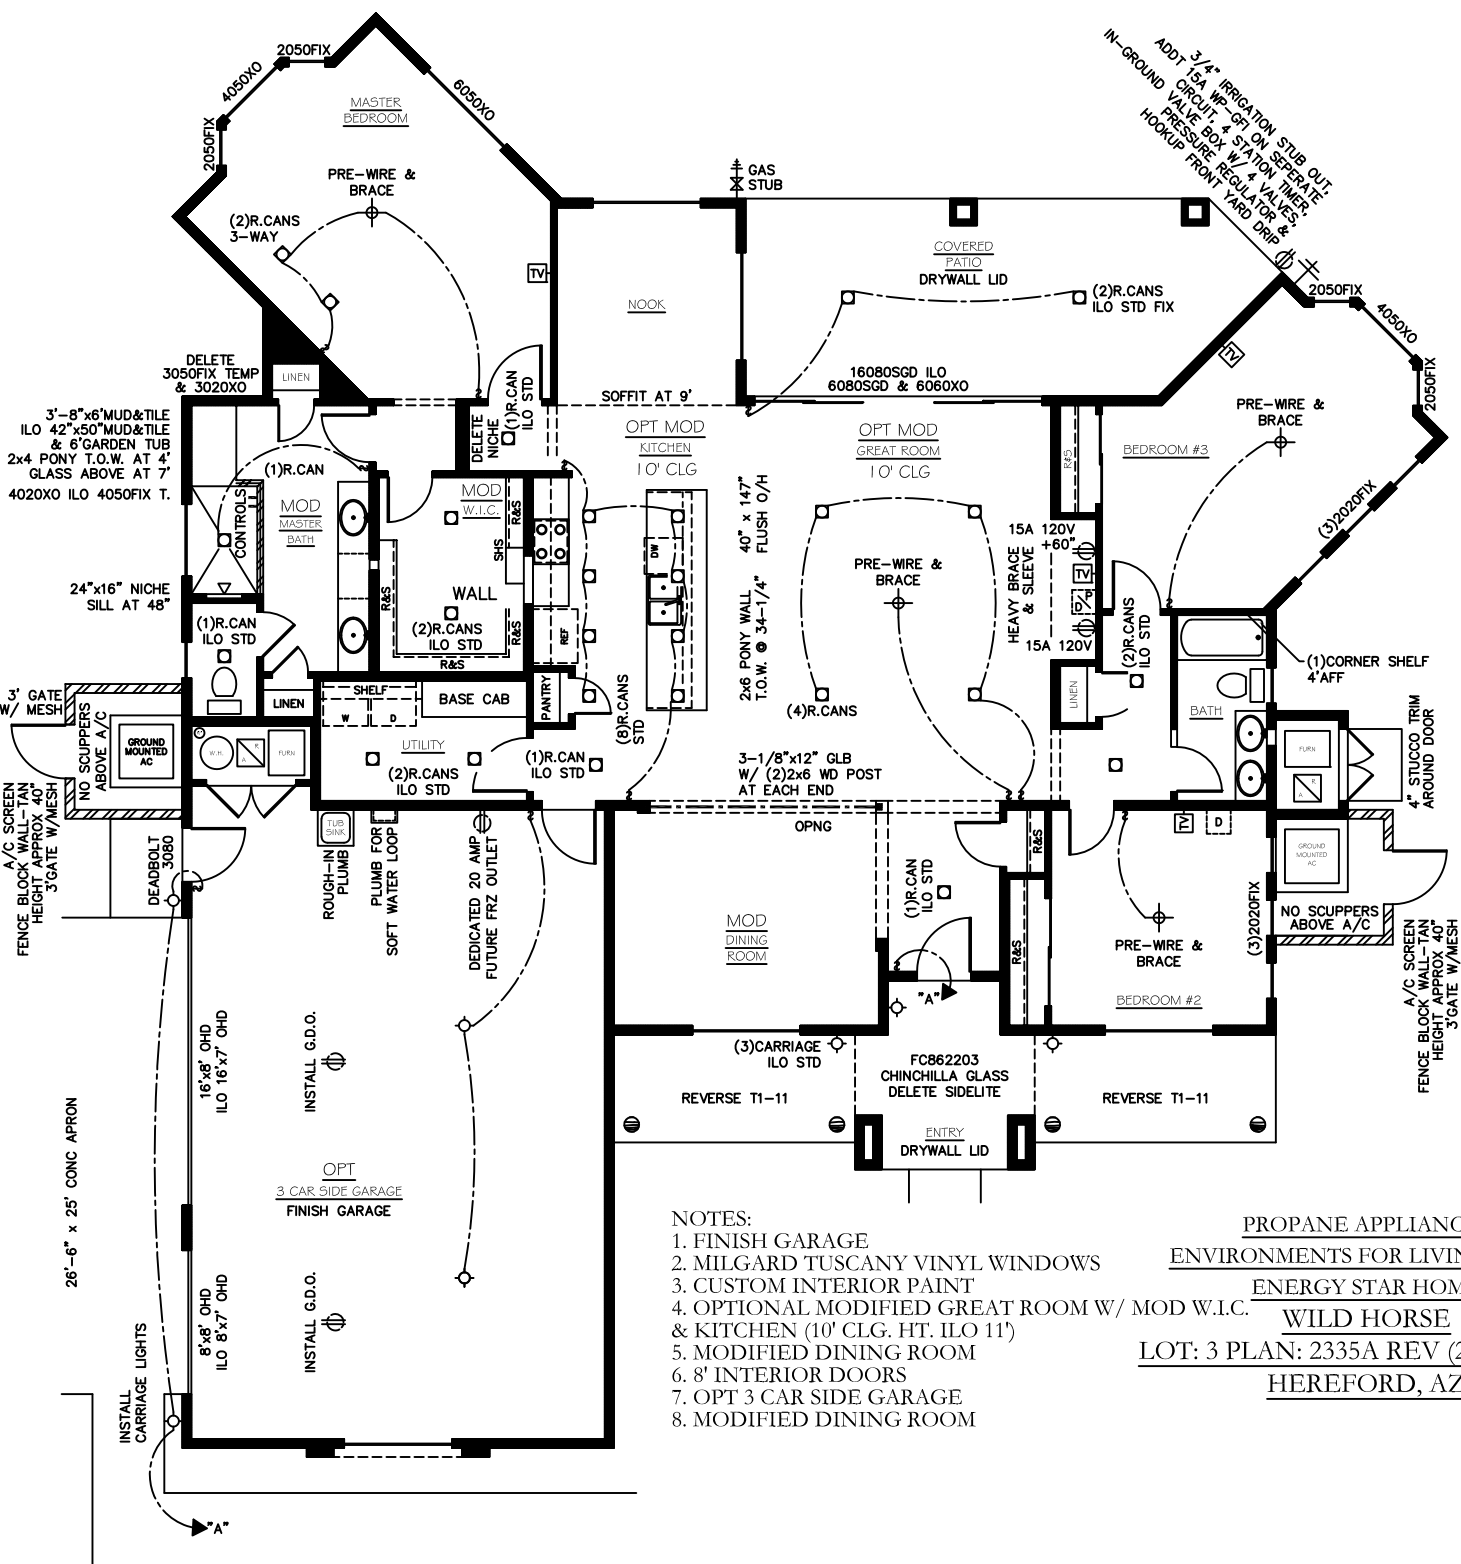 2050FIX
4050XO
2050FIX
6050XO
MASTER
BEDROOM
PRE-WIRE &
BRACE
(2)R.CANS
3-WAY
TV
GAS
STUB
3/4" IRRIGATION STUB OUT,
ADDT 15A WP-GFI ON SEPERATE
CIRCUIT, 4 STATION TIMER,
IN-GROUND VALVE BOX W/ 4 VALVES,
PRESSURE REGULATOR &
HOOKUP FRONT YARD DRIP
COVERED
PATIO
DRYWALL LID
(2)R.CANS
ILO STD FIX
NOOK
2050FIX
4050XO
2050FIX
TV
DELETE
3050FIX TEMP
& 3020XO
LINEN
(1)R.CAN
ILO STD
DELETE
NICHE
SOFFIT AT 9'
16080SGD ILO
6080SGD & 6060XO
3'-8"x6'MUD&TILE
ILO 42"x50"MUD&TILE
& 6'GARDEN TUB
2x4 PONY T.O.W. AT 4'
GLASS ABOVE AT 7'
4020XO ILO 4050FIX T.
(1)R.CAN
CONTROLS
MOD
MASTER
BATH
MOD
W.I.C.
R&S
SHS
R&S
WALL
(2)R.CANS
ILO STD
R&S
R&S
OPT MOD
KITCHEN
10' CLG
DW
REF
40" x 147"
FLUSH O/H
2x6 PONY WALL
T.O.W. @ 34-1/4"
OPT MOD
GREAT ROOM
10' CLG
PRE-WIRE &
BRACE
(4)R.CANS
R&S
BEDROOM #3
PRE-WIRE &
BRACE
(3)2020FIX
15A 120V
+60"
HEAVY BRACE
& SLEEVE
TV
D/P
15A 120V
(2)R.CANS
ILO STD
(1)CORNER SHELF
4'AFF
24"x16" NICHE
SILL AT 48"
(1)R.CAN
ILO STD
LINEN
3' GATE
W/ MESH
NO SCUPPERS
ABOVE A/C
GROUND
MOUNTED
AC
W.H.
R
A
FURN
SHELF
W
D
BASE CAB
PANTRY
UTILITY
(2)R.CANS
ILO STD
(1)R.CAN
ILO STD
(8)R.CANS
STD
3-1/8"x12" GLB
W/ (2)2x6 WD POST
AT EACH END
OPNG
LINEN
BATH
FURN
R
A
4" STUCCO TRIM
AROUND DOOR
A/C SCREEN
FENCE BLOCK WALL-TAN
HEIGHT APPROX 40"
3'GATE W/MESH
DEADBOLT
3080
TUB
SINK
ROUGH-IN
PLUMB
PLUMB FOR
SOFT WATER LOOP
DEDICATED 20 AMP
FUTURE FRZ OUTLET
MOD
DINING
ROOM
(1)R.CAN
ILO STD
"A"
R&S
R&S
TV
D
PRE-WIRE &
BRACE
BEDROOM #2
(3)2020FIX
GROUND
MOUNTED
AC
NO SCUPPERS
ABOVE A/C
A/C SCREEN
FENCE BLOCK WALL-TAN
HEIGHT APPROX 40"
3'GATE W/MESH
16'x8' OHD
ILO 16'x7' OHD
INSTALL G.D.O.
(3)CARRIAGE
ILO STD
FC862203
CHINCHILLA GLASS
DELETE SIDELITE
REVERSE T1-11
REVERSE T1-11
ENTRY
DRYWALL LID
26'-6" x 25' CONC APRON
OPT
3 CAR SIDE GARAGE
FINISH GARAGE
8'x8' OHD
ILO 8'x7' OHD
INSTALL G.D.O.
INSTALL
CARRIAGE LIGHTS
"A"
NOTES:
1. FINISH GARAGE
2. MILGARD TUSCANY VINYL WINDOWS
3. CUSTOM INTERIOR PAINT
4. OPTIONAL MODIFIED GREAT ROOM W/ MOD W.I.C.
& KITCHEN (10' CLG. HT. ILO 11')
5. MODIFIED DINING ROOM
6. 8' INTERIOR DOORS
7. OPT 3 CAR SIDE GARAGE
8. MODIFIED DINING ROOM
PROPANE APPLIANC
ENVIRONMENTS FOR LIVIN
ENERGY STAR HOM
WILD HORSE
LOT: 3 PLAN: 2335A REV (2
HEREFORD, AZ